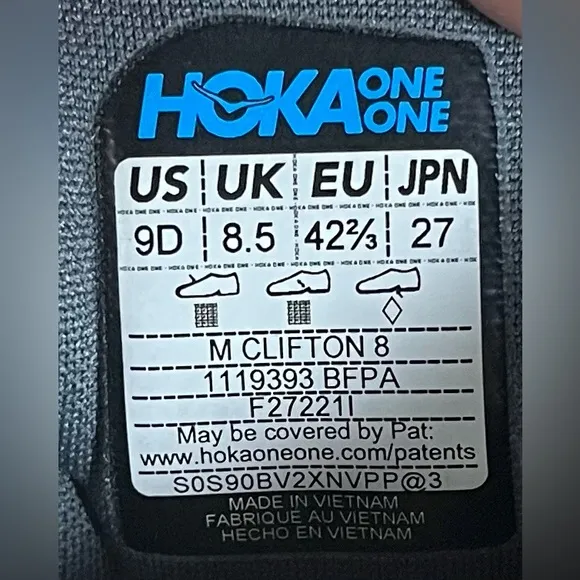 HOKA ONE ONE
US UK EU JPN
9D 8.5 42⅔ 27
M CLIFTON 8
1119393 BFPA
F27221I
May be covered by Pat:
www.hokaoneone.com/patents
S0S90BV2XNVPP@3
MADE IN VIETNAM
FABRIQUE AU VIETNAM
HECHO EN VIETNAM